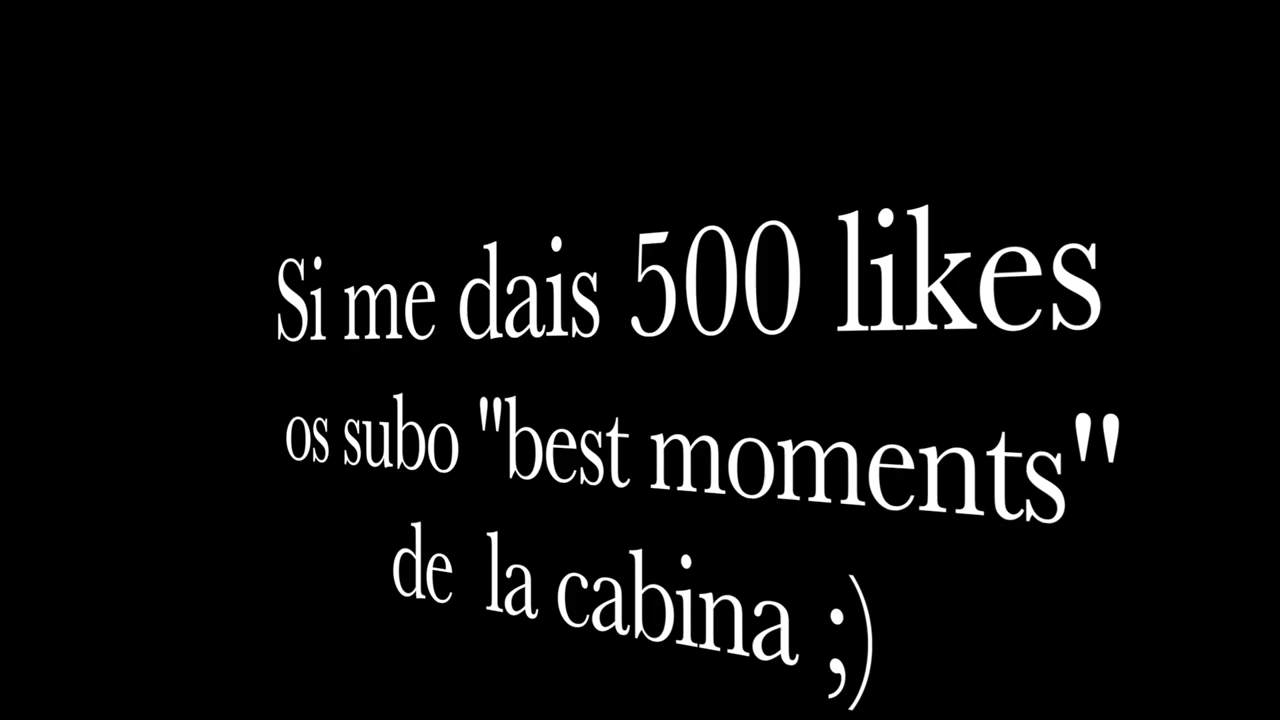 Si me dais 500 likes
os subo "best moments"
de la cabina ;)